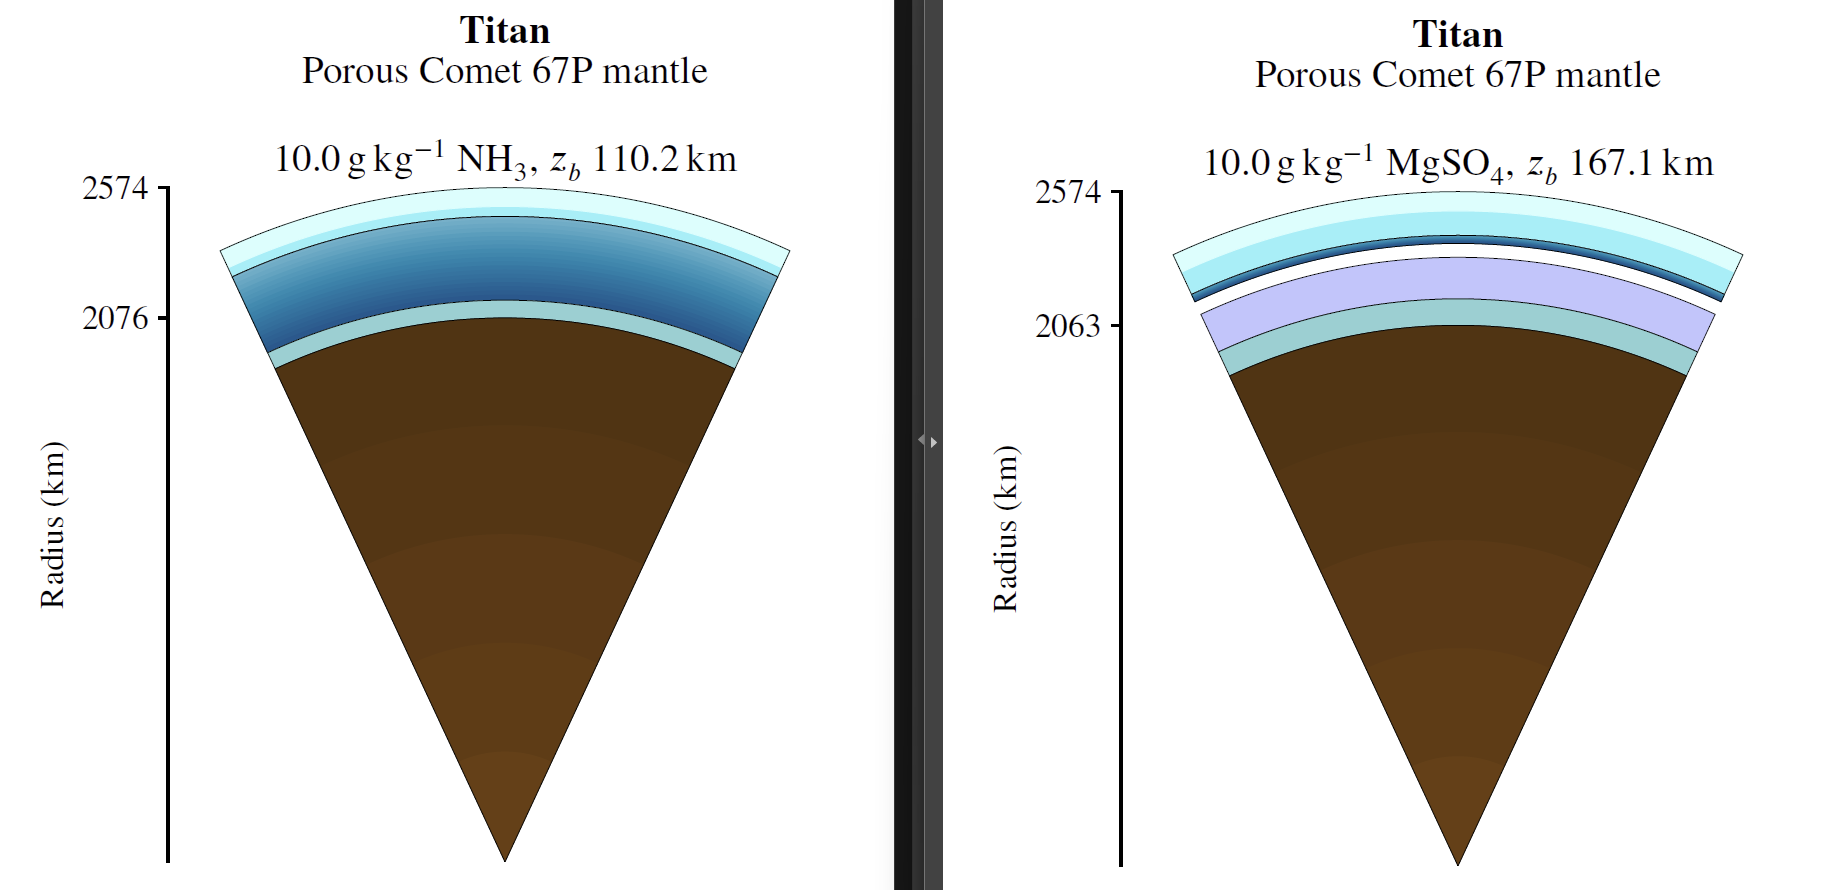 Titan
Porous Comet 67P mantle
10.0 g kg⁻¹ NH₃, z_b 110.2 km
2574
2076
Radius (km)
Titan
Porous Comet 67P mantle
10.0 g kg⁻¹ MgSO₄, z_b 167.1 km
2574
2063
Radius (km)